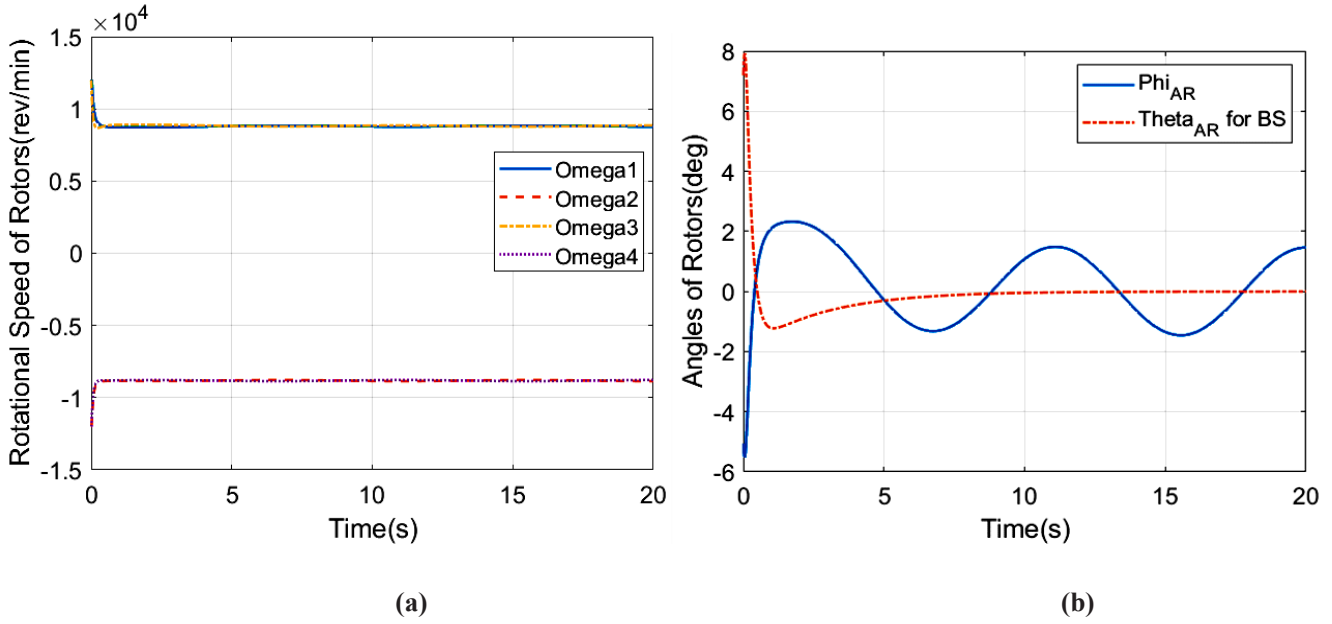 ×10⁴
1.5
1
0.5
0
-0.5
-1
-1.5
Rotational Speed of Rotors(rev/min)
Omega1
Omega2
Omega3
Omega4
0 5 10 15 20
Time(s)
(a)
8
6
4
2
0
-2
-4
-6
Angles of Rotors(deg)
Phi_AR
Theta_AR for BS
0 5 10 15 20
Time(s)
(b)